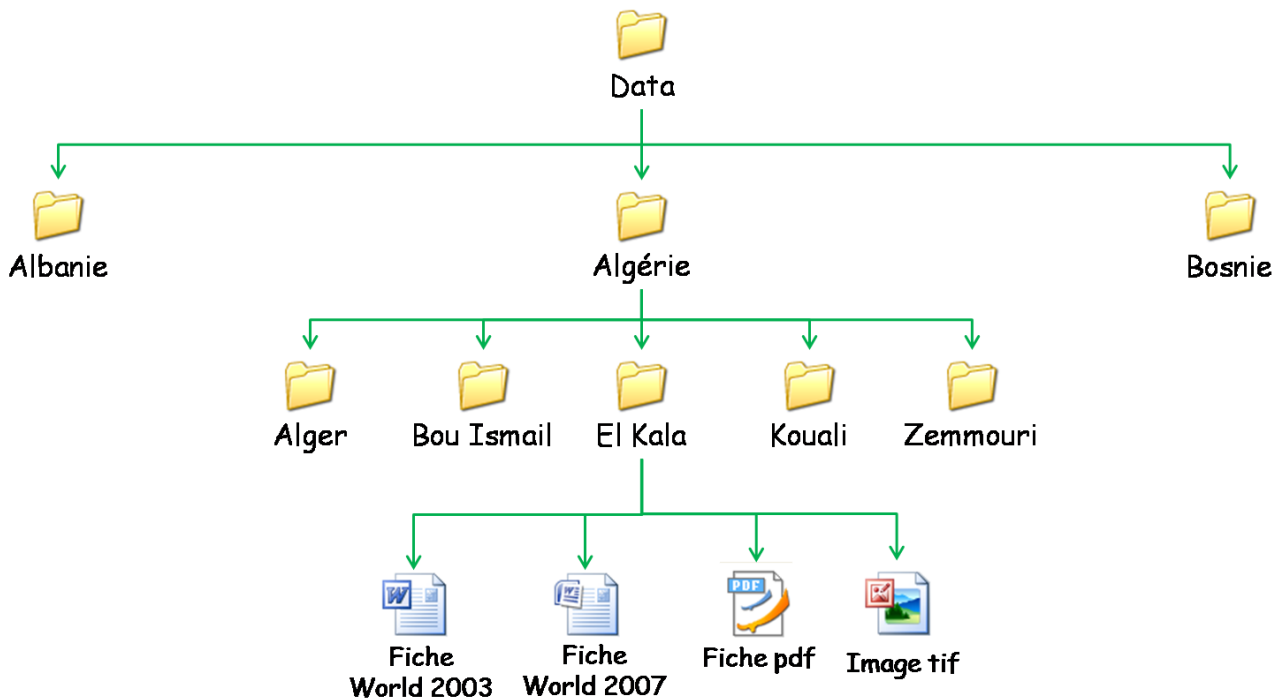 Data
Albanie
Algérie
Bosnie
Alger
Bou Ismail
El Kala
Kouali
Zemmouri
W
W
PDF
Fiche
World 2003
Fiche
World 2007
Fiche pdf
Image tif